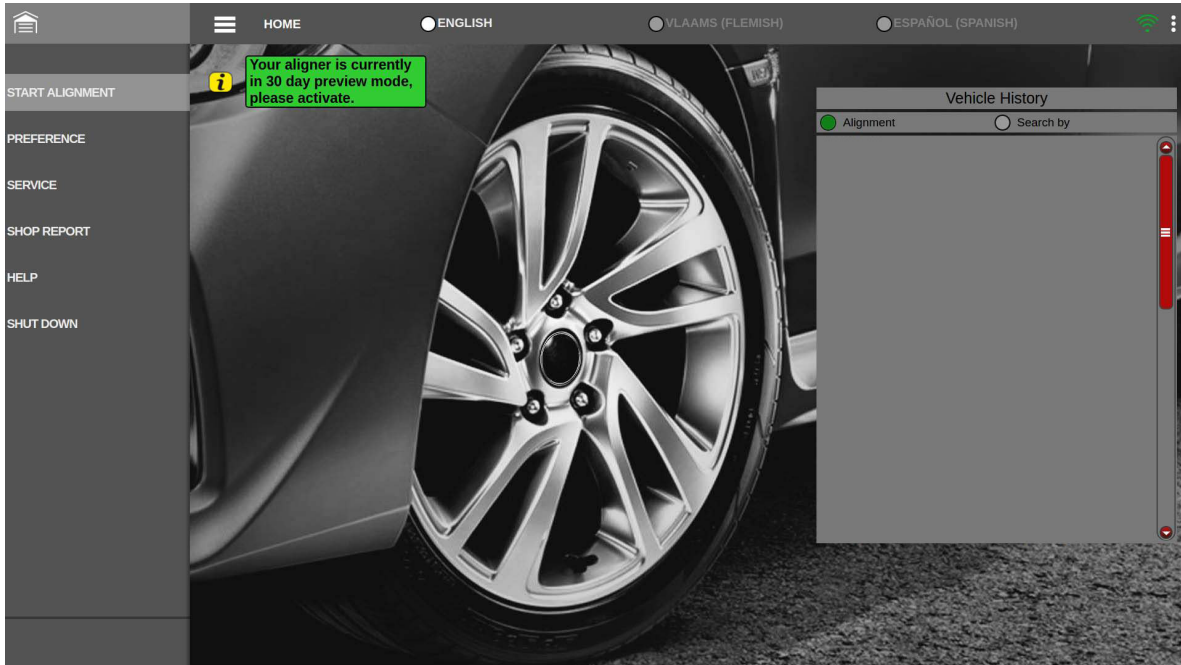 HOME
ENGLISH
VLAAMS (FLEMISH)
ESPAÑOL (SPANISH)
START ALIGNMENT
PREFERENCE
SERVICE
SHOP REPORT
HELP
SHUT DOWN
i
Your aligner is currently
in 30 day preview mode,
please activate.
Vehicle History
Alignment
Search by